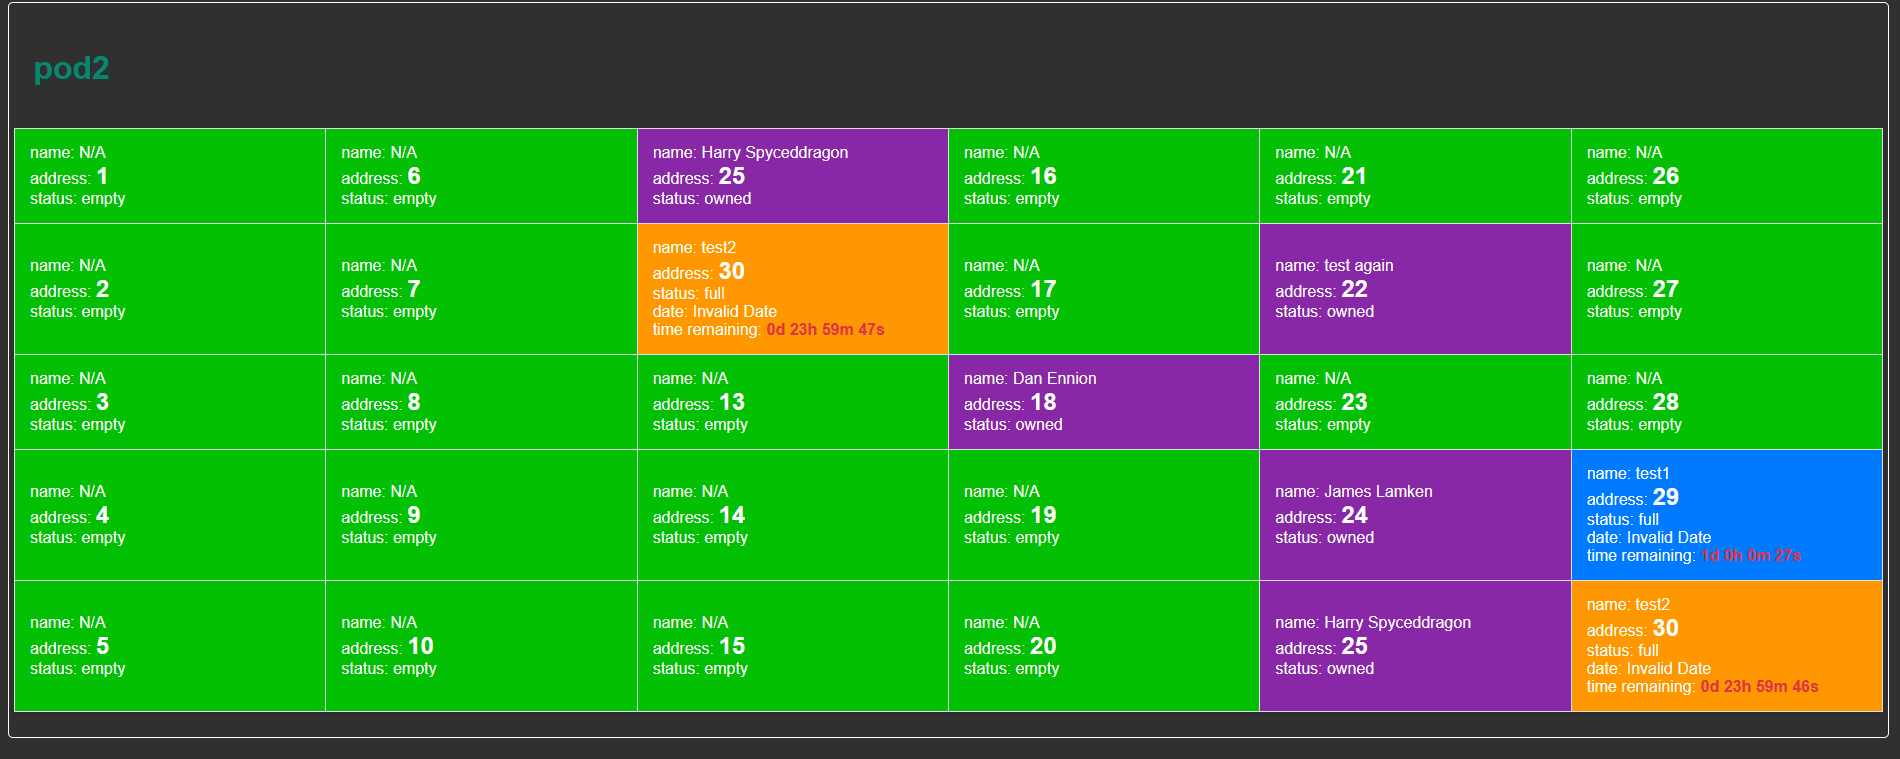 pod2
name: N/A
address: 1
status: empty
name: N/A
address: 6
status: empty
name: Harry Spyceddragon
address: 25
status: owned
name: N/A
address: 16
status: empty
name: N/A
address: 21
status: empty
name: N/A
address: 26
status: empty
name: N/A
address: 2
status: empty
name: N/A
address: 7
status: empty
name: test2
address: 30
status: full
date: Invalid Date
time remaining: 0d 23h 59m 47s
name: N/A
address: 17
status: empty
name: test again
address: 22
status: owned
name: N/A
address: 27
status: empty
name: N/A
address: 3
status: empty
name: N/A
address: 8
status: empty
name: N/A
address: 13
status: empty
name: Dan Ennion
address: 18
status: owned
name: N/A
address: 23
status: empty
name: N/A
address: 28
status: empty
name: N/A
address: 4
status: empty
name: N/A
address: 9
status: empty
name: N/A
address: 14
status: empty
name: N/A
address: 19
status: empty
name: James Lamken
address: 24
status: owned
name: test1
address: 29
status: full
date: Invalid Date
time remaining: 1d 0h 0m 27s
name: N/A
address: 5
status: empty
name: N/A
address: 10
status: empty
name: N/A
address: 15
status: empty
name: N/A
address: 20
status: empty
name: Harry Spyceddragon
address: 25
status: owned
name: test2
address: 30
status: full
date: Invalid Date
time remaining: 0d 23h 59m 46s